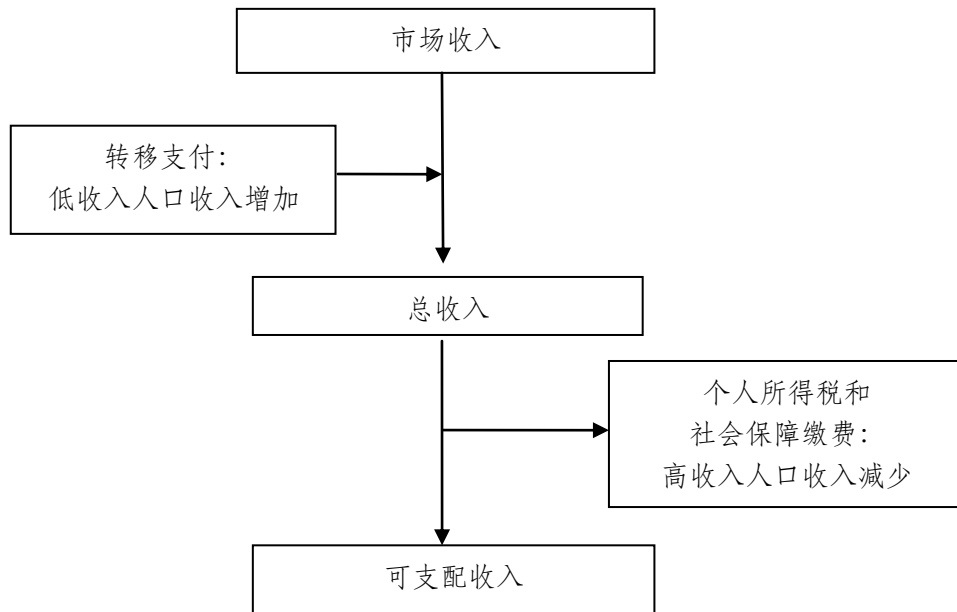 市场收入
转移支付:
低收入人口收入增加
总收入
个人所得税和
社会保障缴费:
高收入人口收入减少
可支配收入